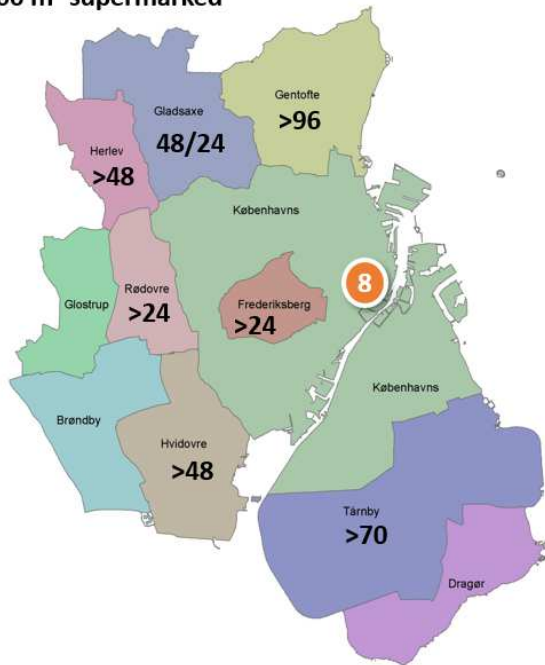 m² supermarked
Gentofte
>96
Gladsaxe
48/24
Herlev
>48
Københavns
Rødovre
>24
Glostrup
Frederiksberg
>24
8
Københavns
Brøndby
Hvidovre
>48
Tårnby
>70
Dragør